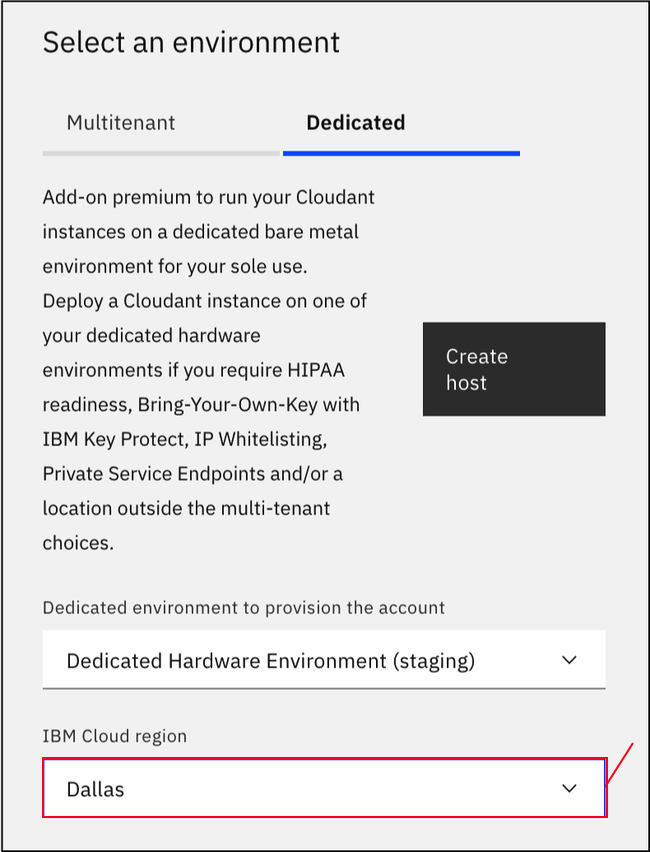 Select an environment
Multitenant
Dedicated
Add-on premium to run your Cloudant
instances on a dedicated bare metal
environment for your sole use.
Deploy a Cloudant instance on one of
your dedicated hardware
environments if you require HIPAA
readiness, Bring-Your-Own-Key with
IBM Key Protect, IP Whitelisting,
Private Service Endpoints and/or a
location outside the multi-tenant
choices.
Create
host
Dedicated environment to provision the account
Dedicated Hardware Environment (staging)
IBM Cloud region
Dallas